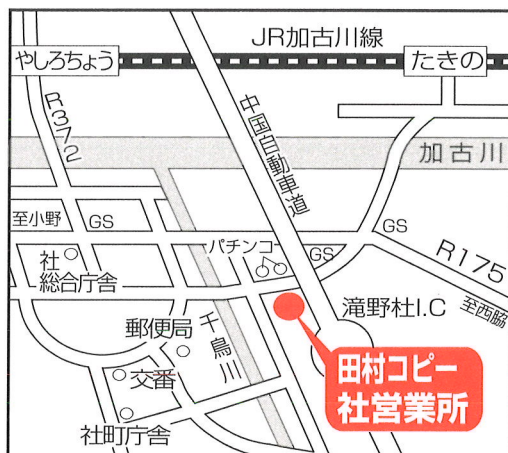 JR加古川線
やしろちょう
たきの
R372
中国自動車道
加古川
至小野
GS
パチンコ
GS
GS
R175
社
総合庁舎
至西脇
滝野社I.C
郵便局
千鳥川
交番
田村コピー
社営業所
社町庁舎